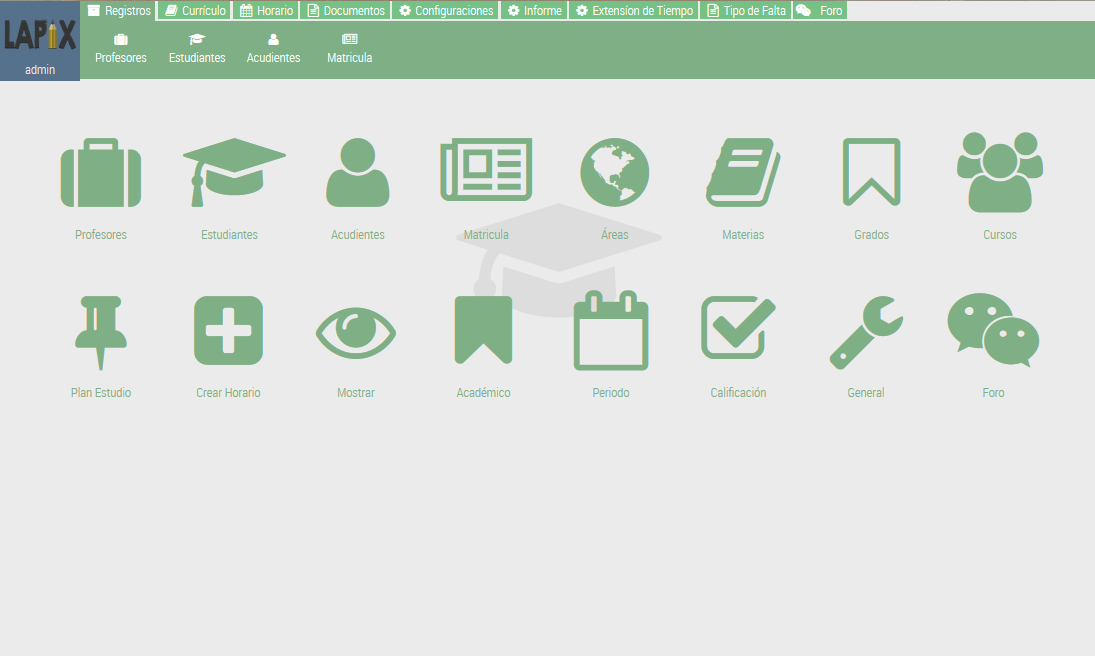 Registros Currículo Horario Documentos Configuraciones Informe Extension de Tiempo Tipo de Falta Foro
LAPIX
admin
Profesores Estudiantes Acudientes Matricula
Profesores Estudiantes Acudientes Matricula Áreas Materias Grados Cursos
Plan Estudio Crear Horario Mostrar Académico Periodo Calificación General Foro